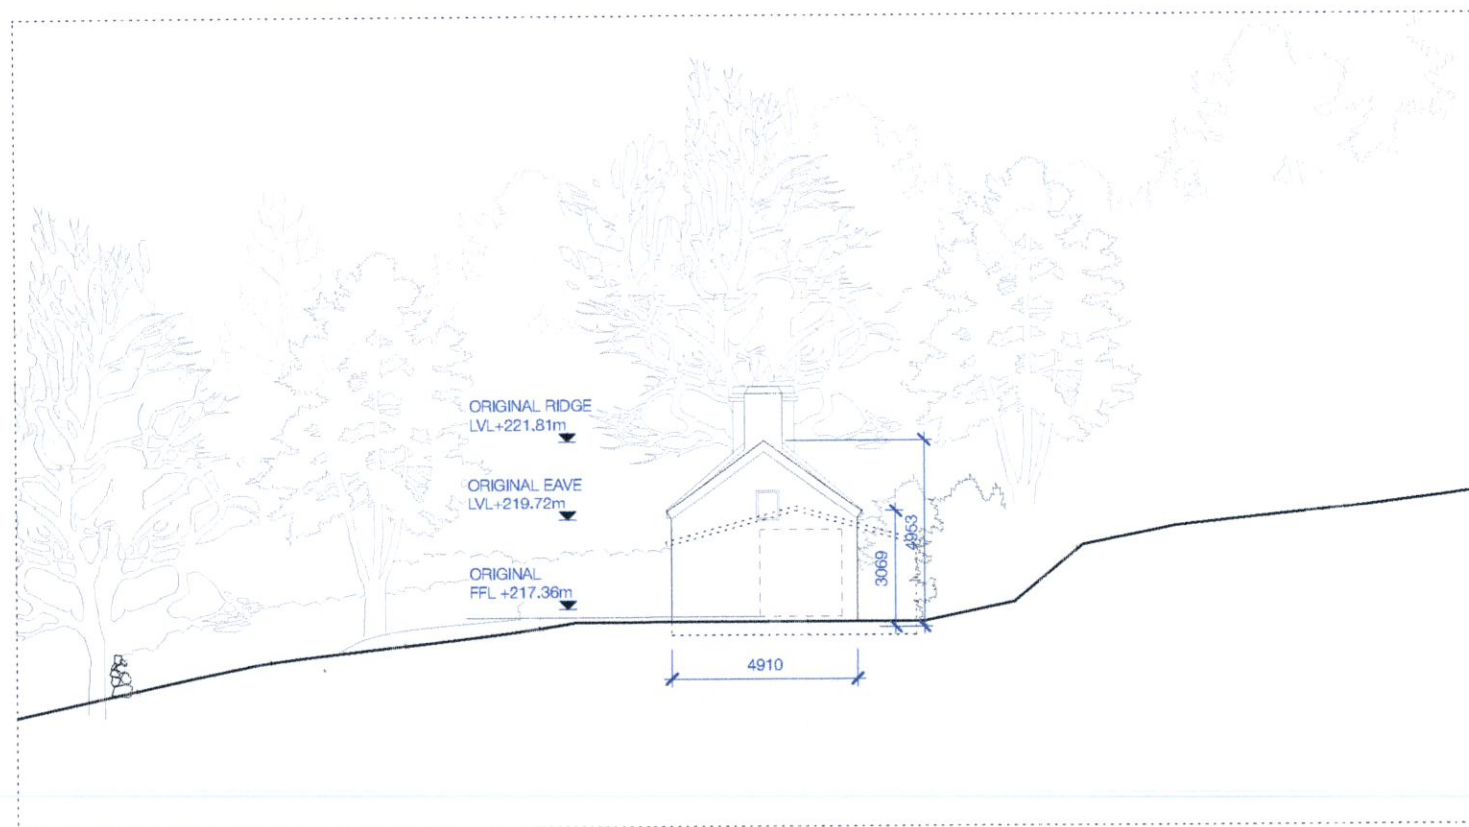 ORIGINAL RIDGE
LVL+221.81m
ORIGINAL EAVE
LVL+219.72m
ORIGINAL
FFL +217.36m
4953
3069
4910